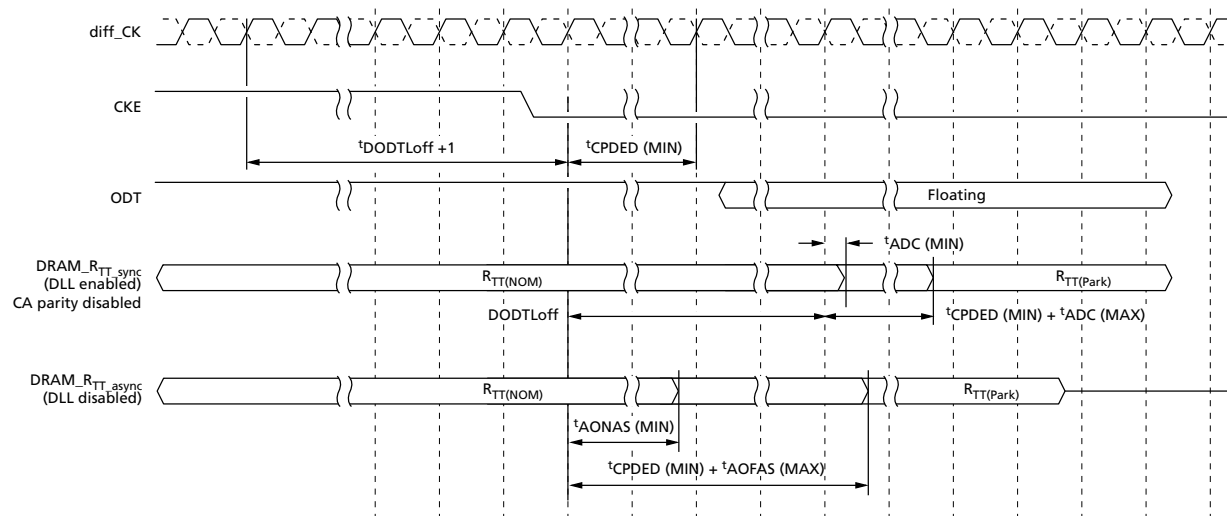 diff_CK
CKE
tDODTLoff +1
tCPDED (MIN)
ODT
Floating
tADC (MIN)
DRAM_RTT_sync
(DLL enabled)
CA parity disabled
RTT(NOM)
RTT(Park)
DODTLoff
tCPDED (MIN) + tADC (MAX)
DRAM_RTT_async
(DLL disabled)
RTT(NOM)
RTT(Park)
tAONAS (MIN)
tCPDED (MIN) + tAOFAS (MAX)